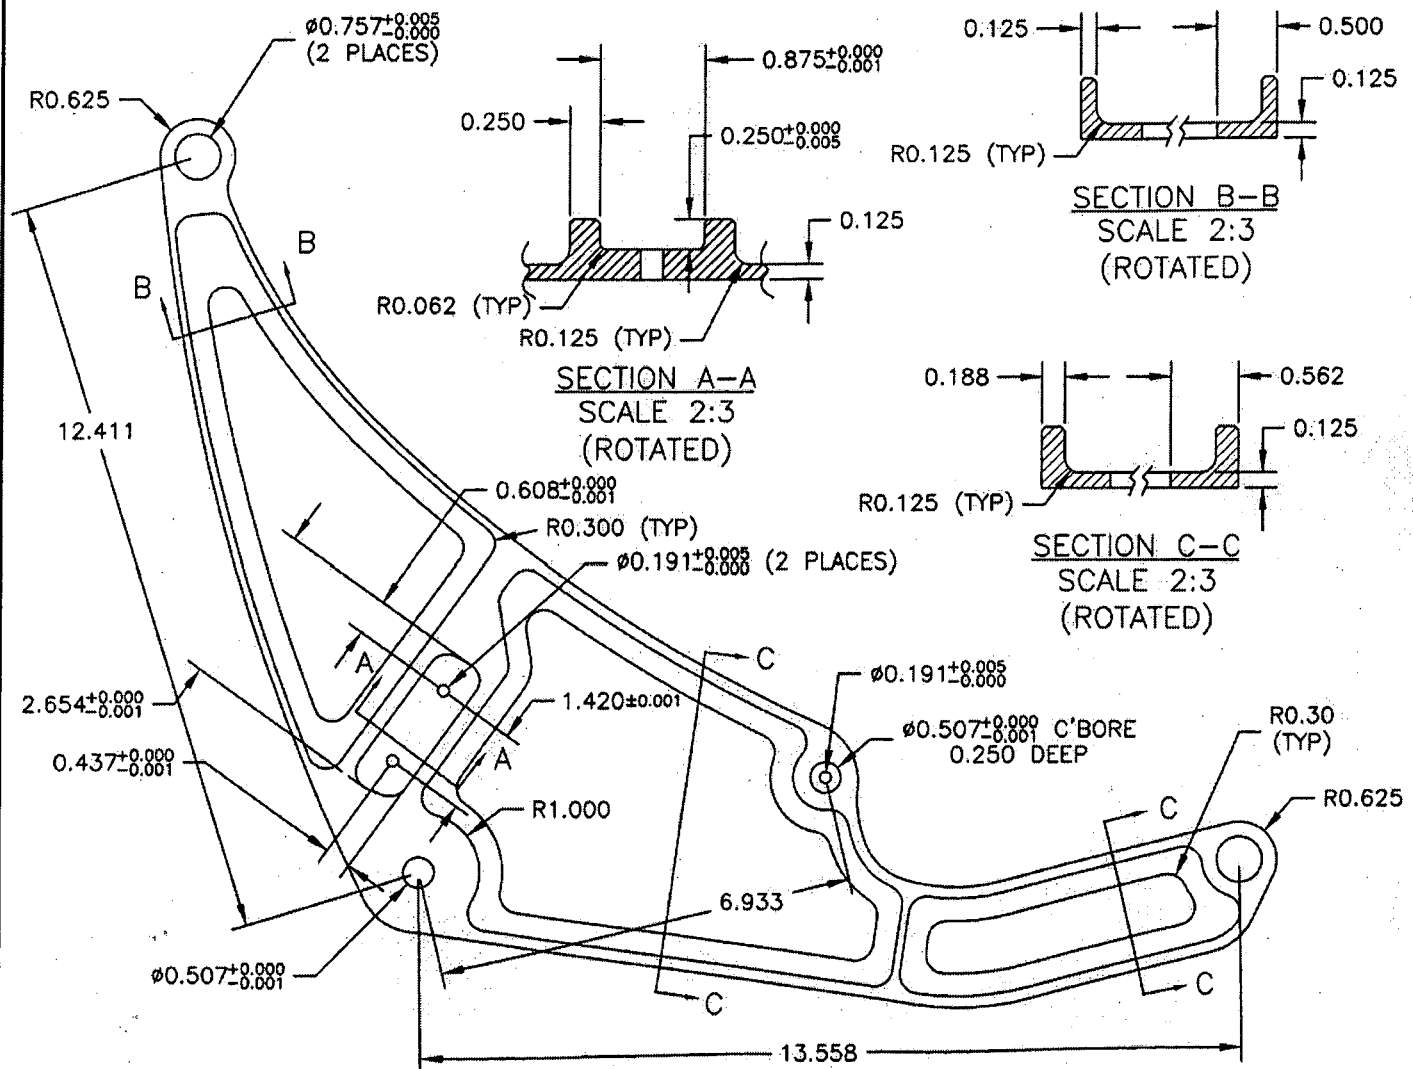 ø0.757+0.005
-0.000
(2 PLACES)
R0.625
0.875+0.000
-0.001
0.250
0.250+0.000
-0.005
0.125
R0.062 (TYP)
R0.125 (TYP)
SECTION A-A
SCALE 2:3
(ROTATED)
0.125
0.500
0.125
R0.125 (TYP)
SECTION B-B
SCALE 2:3
(ROTATED)
0.188
0.562
0.125
R0.125 (TYP)
SECTION C-C
SCALE 2:3
(ROTATED)
B
B
12.411
0.608+0.000
-0.001
R0.300 (TYP)
ø0.191+0.005
-0.000 (2 PLACES)
A
A
2.654+0.000
-0.001
1.420±0.001
0.437+0.000
-0.001
R1.000
C
ø0.191+0.005
-0.000
ø0.507+0.000
-0.001 C'BORE
0.250 DEEP
R0.30
(TYP)
R0.625
C
6.933
C
C
ø0.507+0.000
-0.001
13.558